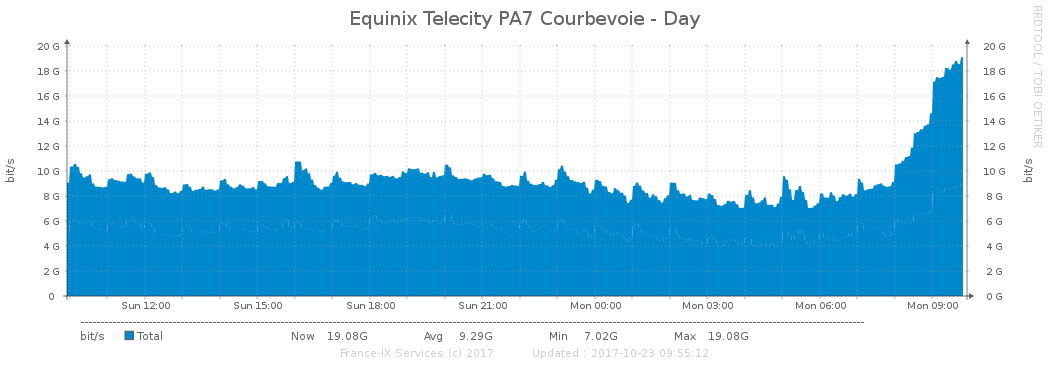 Equinix Telecity PA7 Courbevoie - Day
RRDTOOL / TOBI OETIKER
bit/s
bit/s
20 G 20 G
18 G 18 G
16 G 16 G
14 G 14 G
12 G 12 G
10 G 10 G
8 G 8 G
6 G 6 G
4 G 4 G
2 G 2 G
0 0 G
Sun 12:00 Sun 15:00 Sun 18:00 Sun 21:00 Mon 00:00 Mon 03:00 Mon 06:00 Mon 09:00
bit/s Total Now 19.08G Avg 9.29G Min 7.02G Max 19.08G
France-IX Services (c) 2017 Updated : 2017-10-23 09:55:12